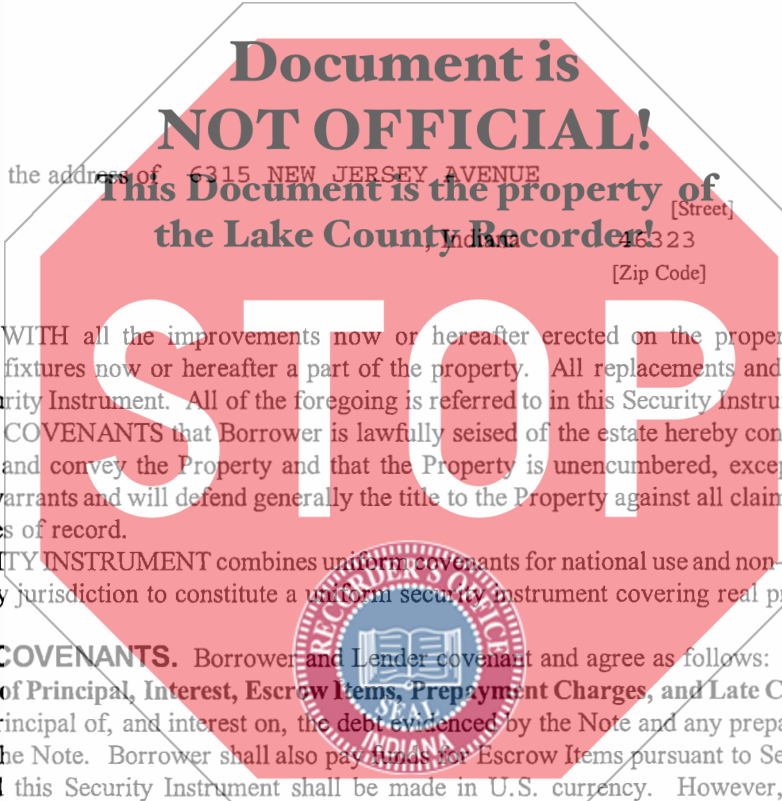 Document is
NOT OFFICIAL!
the address of 6315 NEW JERSEY AVENUE
This Document is the property of
[Street]
the Lake County Recorder!
, Indiana 46323
[Zip Code]
STOP
WITH all the improvements now or hereafter erected on the proper
fixtures now or hereafter a part of the property. All replacements and
rity Instrument. All of the foregoing is referred to in this Security Instru
COVENANTS that Borrower is lawfully seised of the estate hereby con
and convey the Property and that the Property is unencumbered, excep
arrants and will defend generally the title to the Property against all claim
s of record.
TY INSTRUMENT combines uniform covenants for national use and non-
y jurisdiction to constitute a uniform security instrument covering real p
COVENANTS. Borrower and Lender covenant and agree as follows:
of Principal, Interest, Escrow Items, Prepayment Charges, and Late C
rincipal of, and interest on, the debt evidenced by the Note and any prepa
he Note. Borrower shall also pay funds for Escrow Items pursuant to Se
this Security Instrument shall be made in U.S. currency. However,
RECORDER'S OFFICE
SEAL
INDIANA